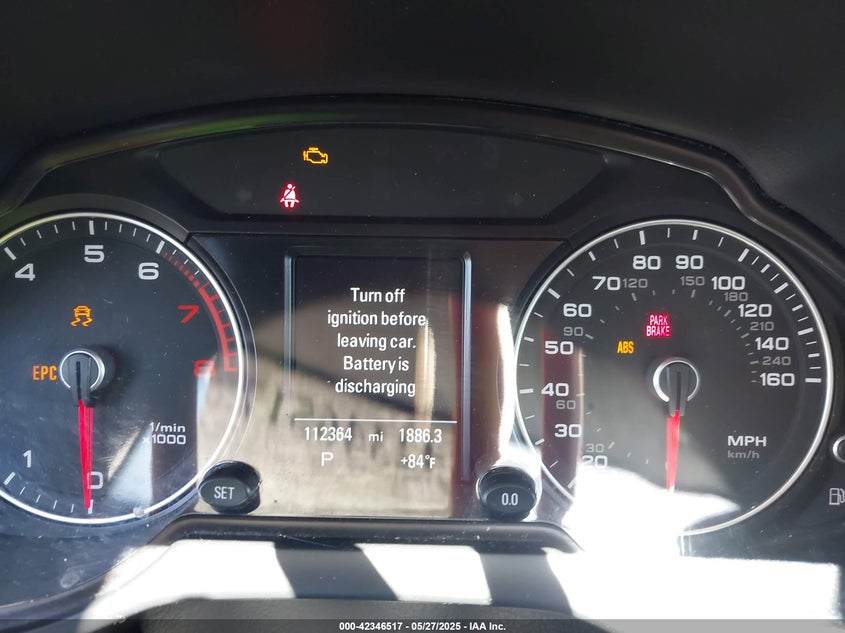 4 5 6 7 8
EPC
1/min
x1000
1 0
SET
Turn off
ignition before
leaving car.
Battery is
discharging
112364 mi 1886.3
P +84°F
0.0
20 30 40 50 60 70 80 90 100 120 140 160
30 60 90 120 150 180 210 240
PARK
BRAKE
ABS
MPH
km/h
000-42346517 / 05/27/2025 - IAA Inc.